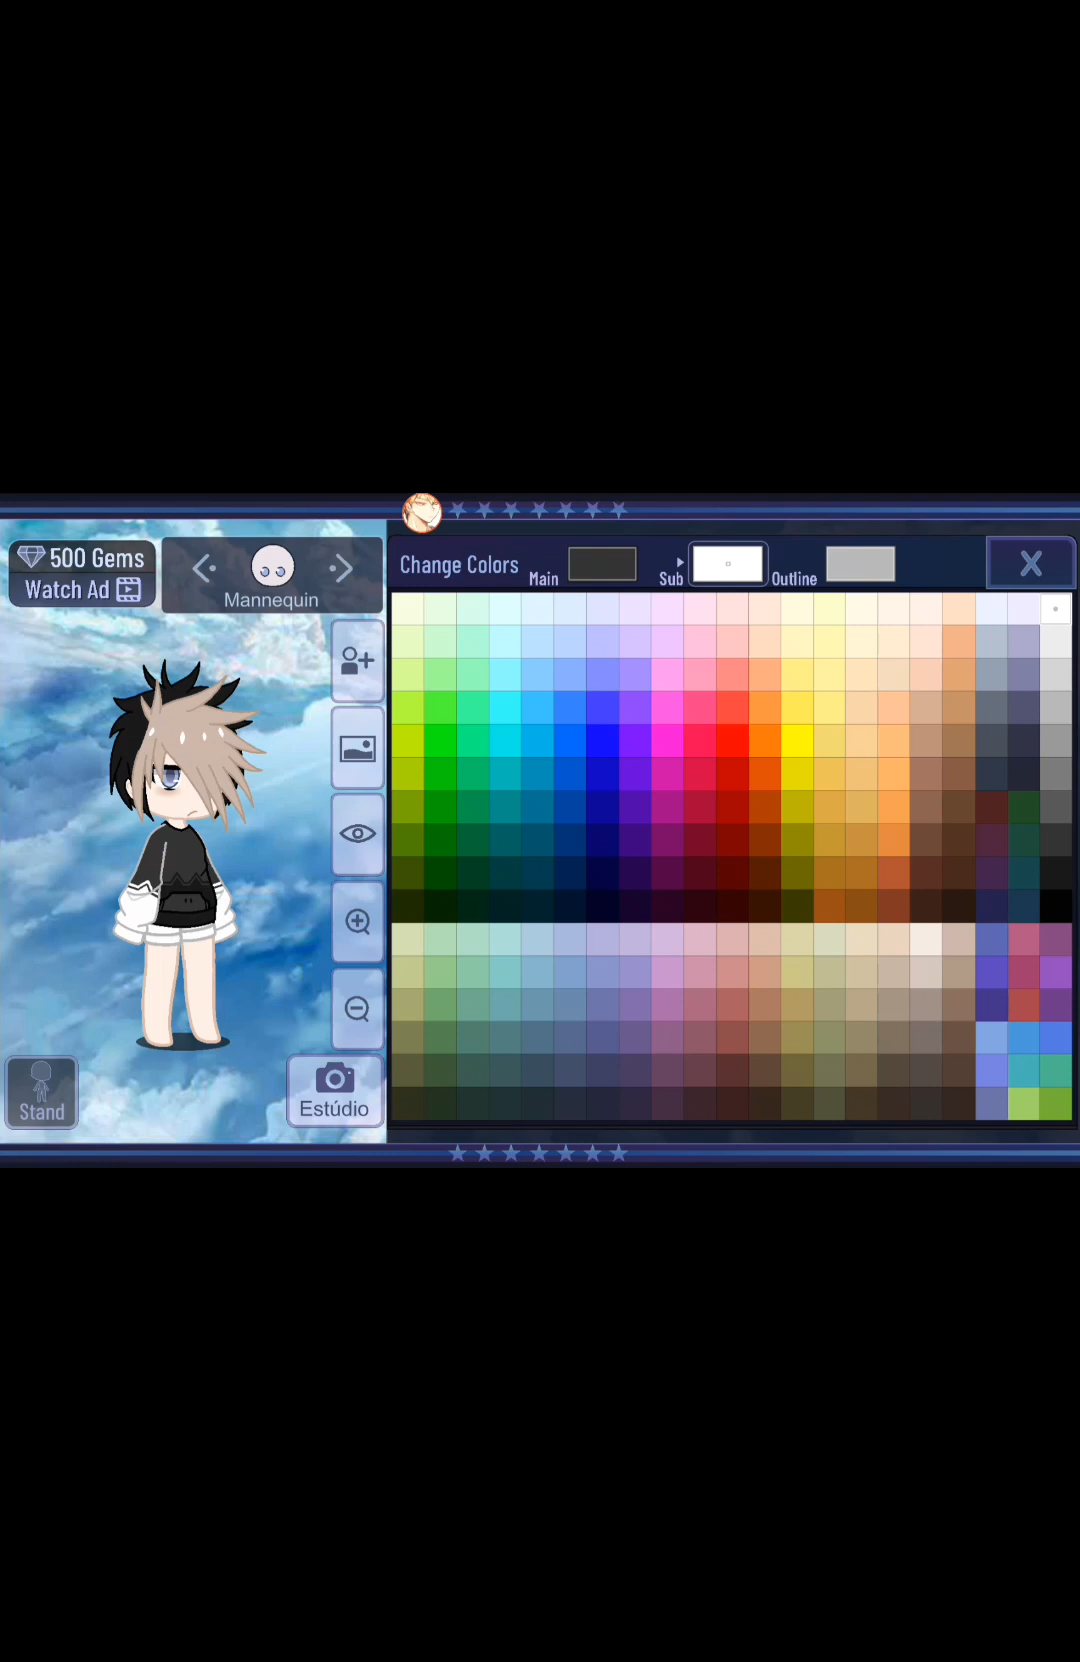 500 Gems
Watch Ad
Mannequin
Change Colors
Main
Sub
Outline
X
Stand
Estúdio